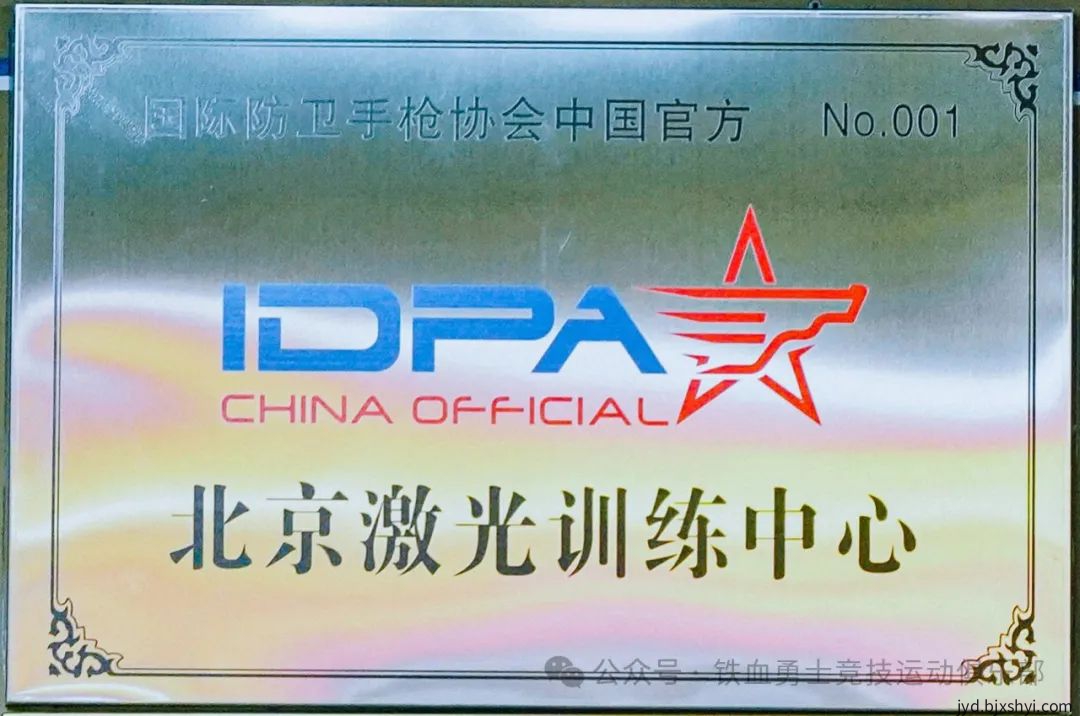 国际防卫手枪协会中国官方 No.001
IDPA
CHINA OFFICIAL
北京激光训练中心
公众号 · 铁血勇士竞技运动俱乐部
jyd.bjxshyj.com